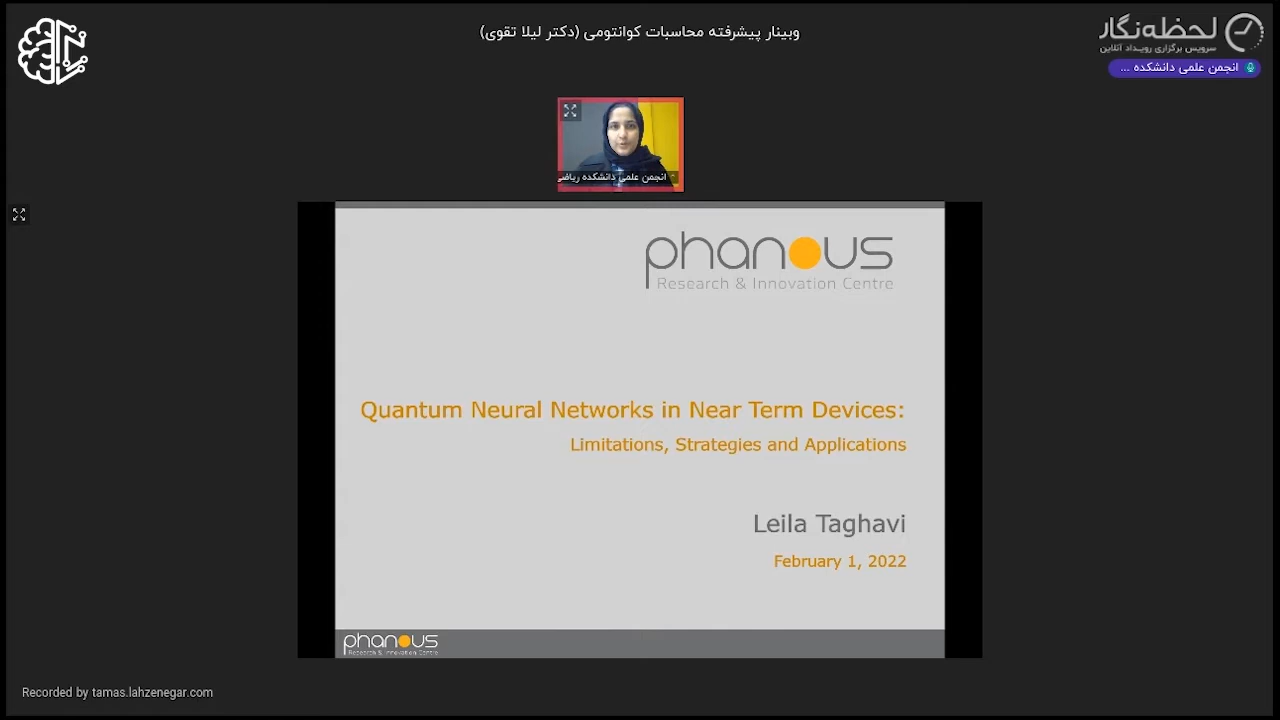 وبینار پیشرفته محاسبات کوانتومی (دکتر لیلا تقوی)
لحظه‌نگار
سرویس برگزاری رویداد آنلاین
انجمن علمی دانشکده ...
انجمن علمی دانشکده ریاضی
phanous
Research & Innovation Centre
Quantum Neural Networks in Near Term Devices:
Limitations, Strategies and Applications
Leila Taghavi
February 1, 2022
phanous
Research & Innovation Centre
Recorded by tamas.lahzenegar.com